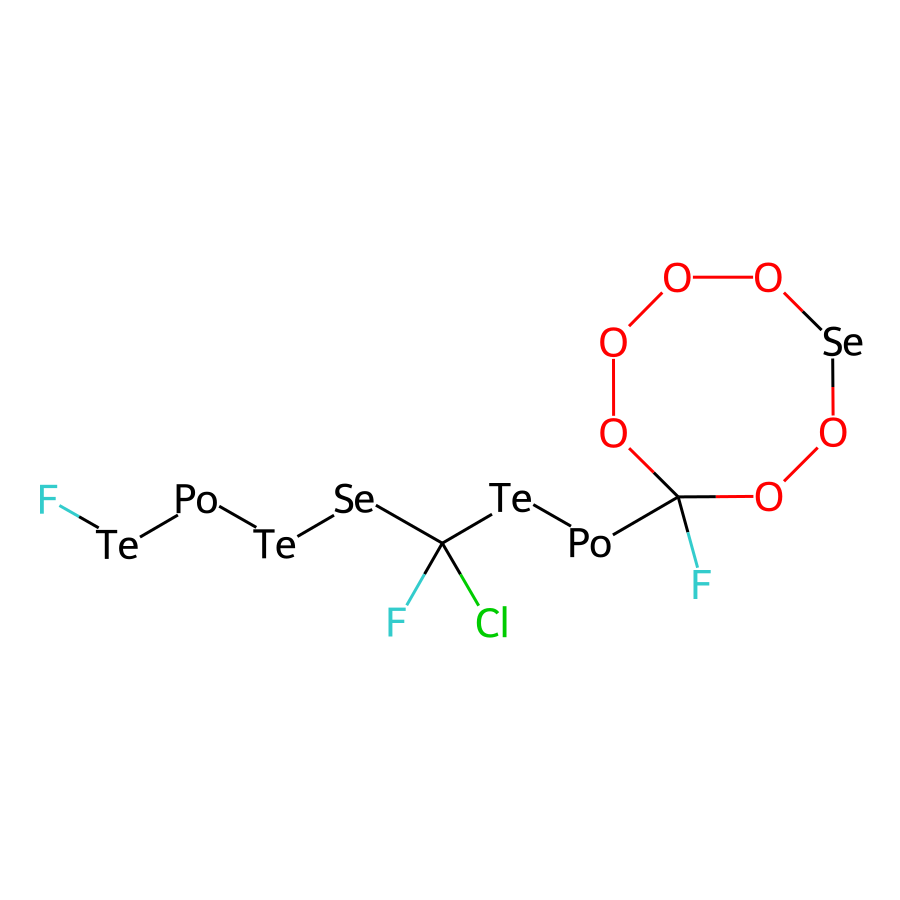 O O
O Se
O O
F Po Se Te O
Te Te Po
F
F Cl